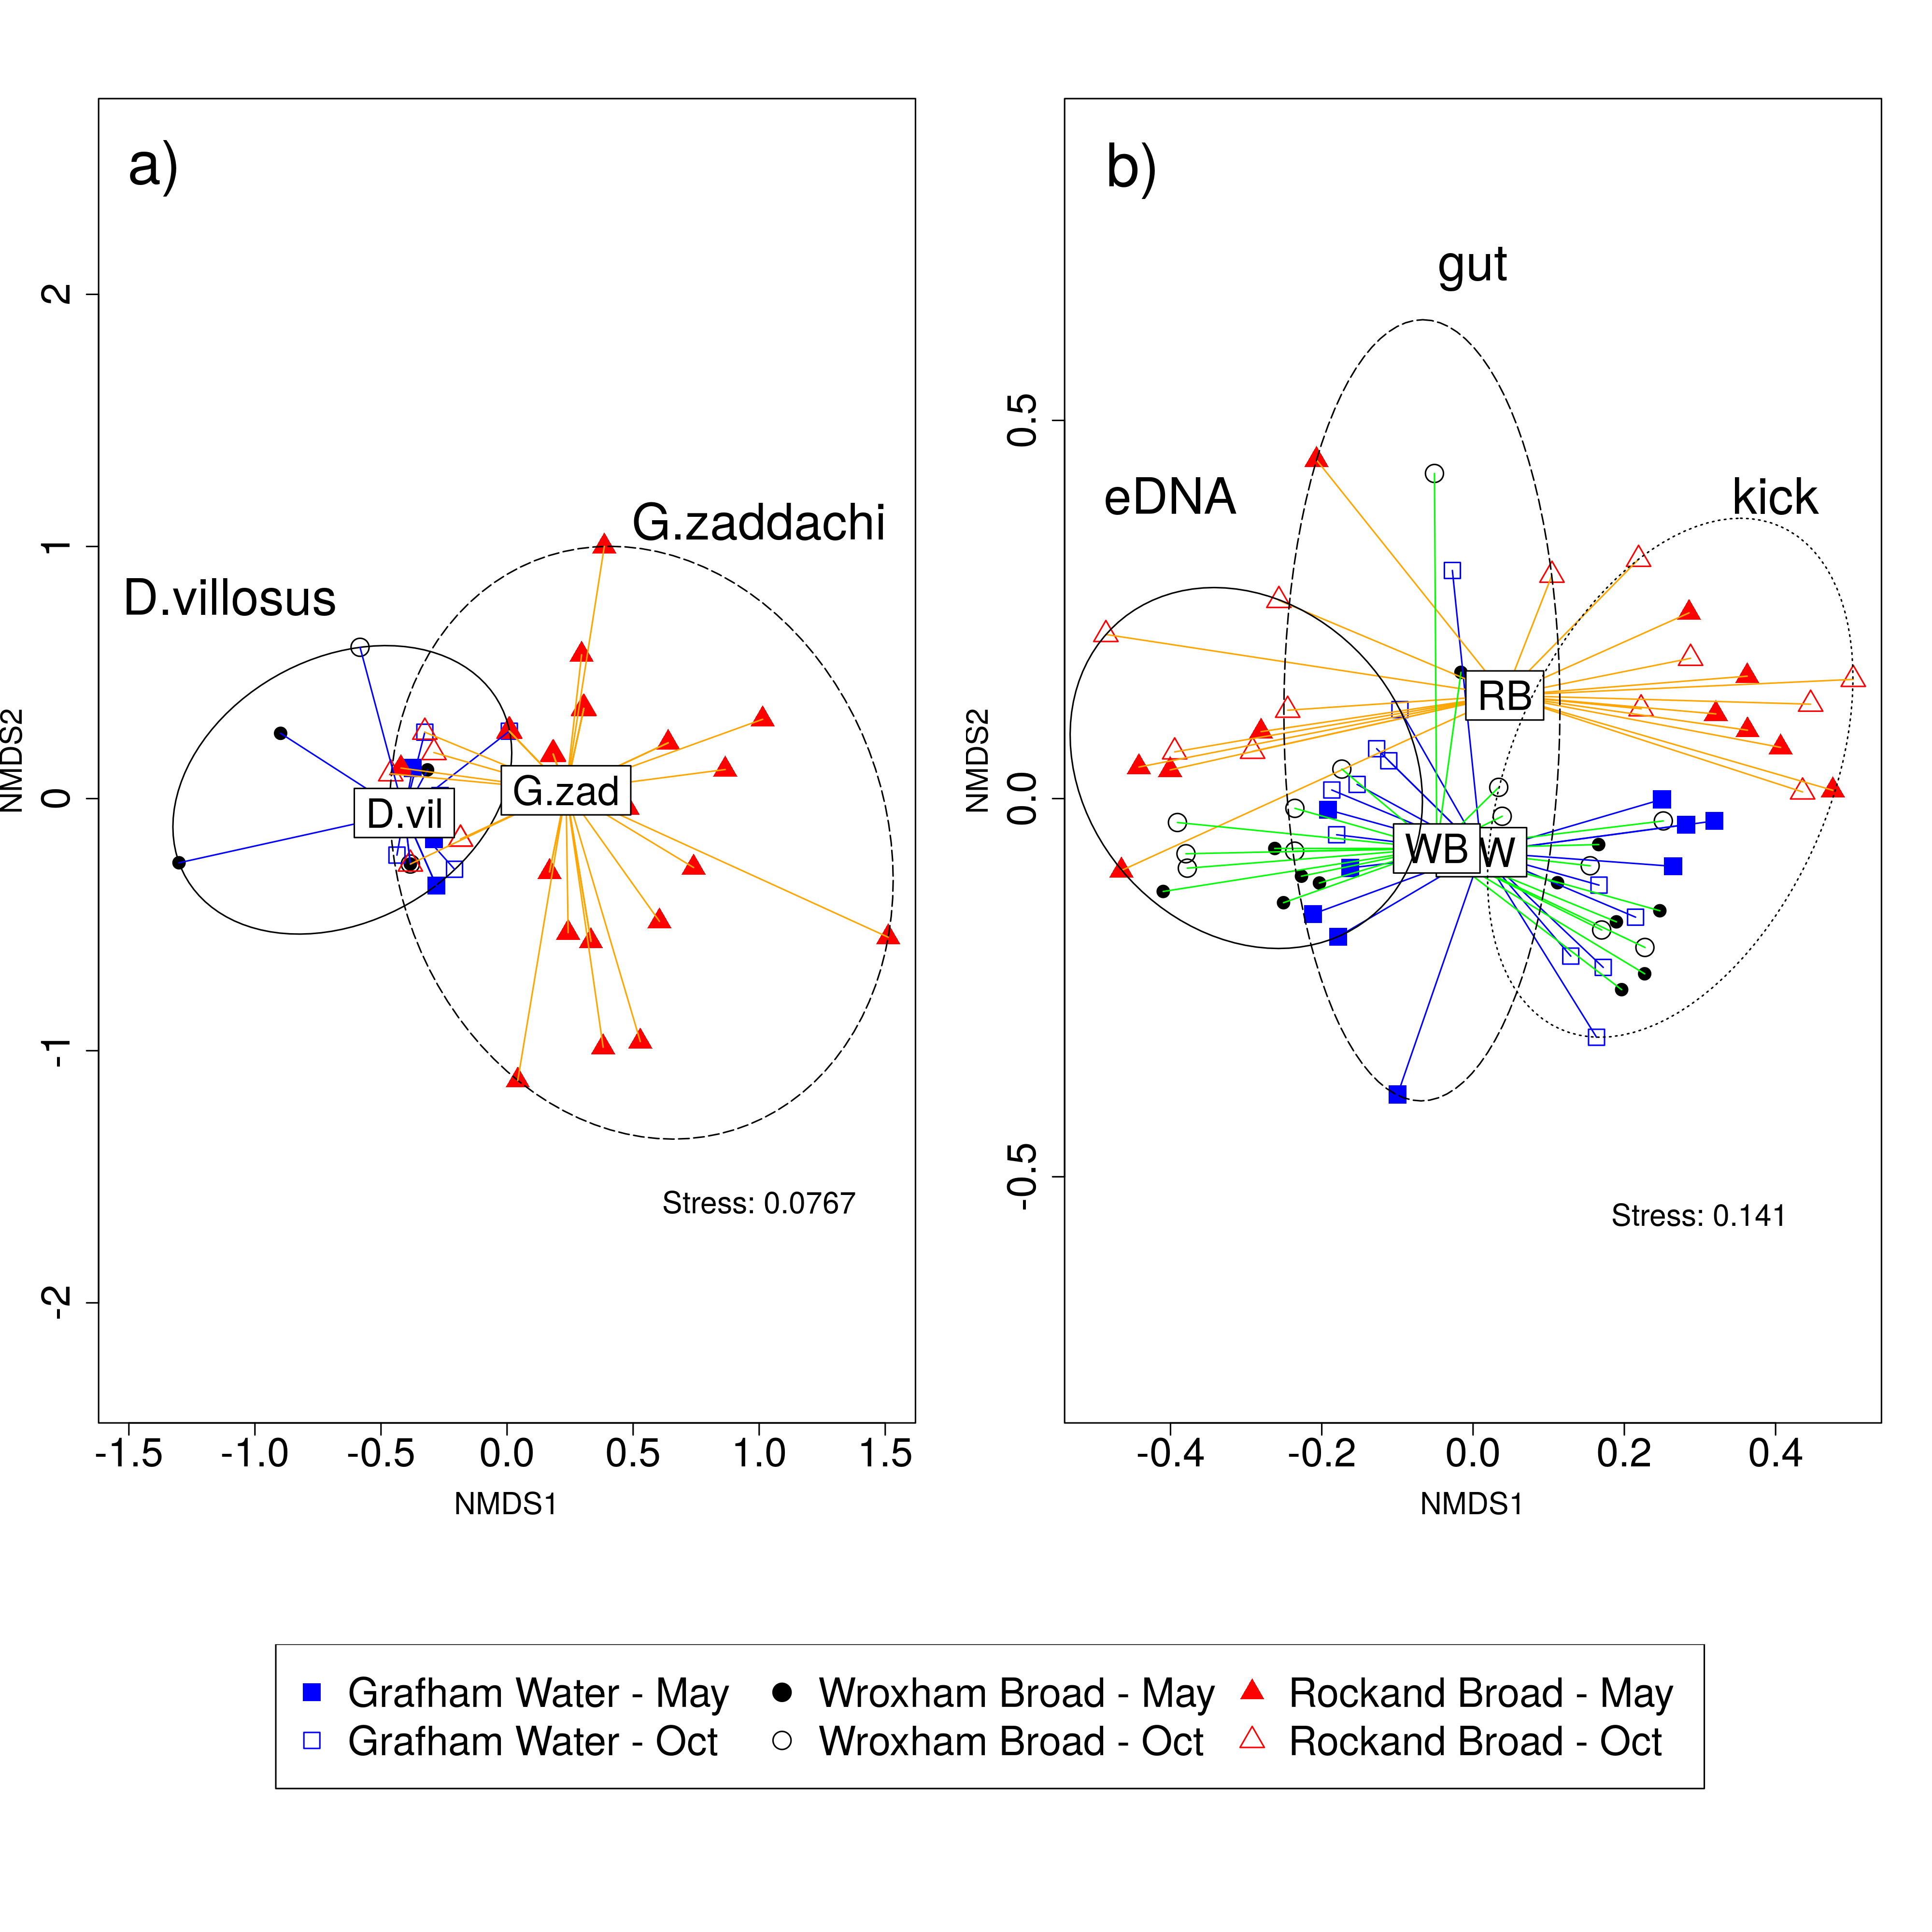 a)
D.villosus
G.zaddachi
D.vil
G.zad
Stress: 0.0767
NMDS2
2
1
0
-1
-2
-1.5 -1.0 -0.5 0.0 0.5 1.0 1.5
NMDS1
b)
gut
eDNA
kick
RB
WB
W
Stress: 0.141
NMDS2
0.5
0.0
-0.5
-0.4 -0.2 0.0 0.2 0.4
NMDS1
Grafham Water - May
Wroxham Broad - May
Rockand Broad - May
Grafham Water - Oct
Wroxham Broad - Oct
Rockand Broad - Oct